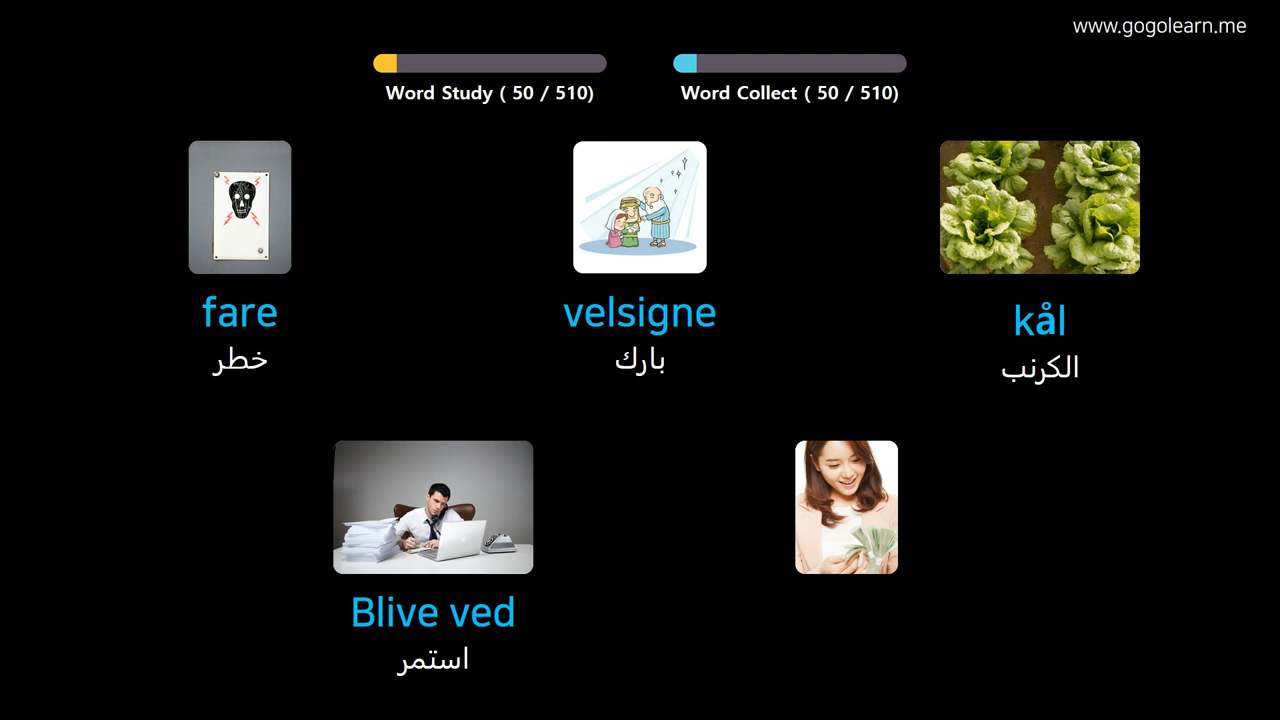 www.gogolearn.me
Word Study ( 50 / 510)
Word Collect ( 50 / 510)
fare
خطر
velsigne
بارك
kål
الكرنب
Blive ved
استمر